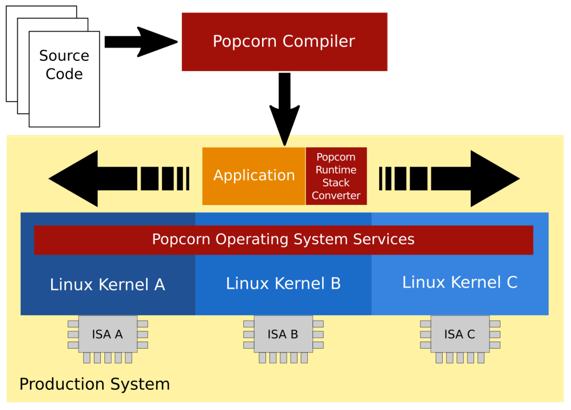 Source
Code
Popcorn Compiler
Application
Popcorn
Runtime
Stack
Converter
Popcorn Operating System Services
Linux Kernel A
Linux Kernel B
Linux Kernel C
ISA A
ISA B
ISA C
Production System